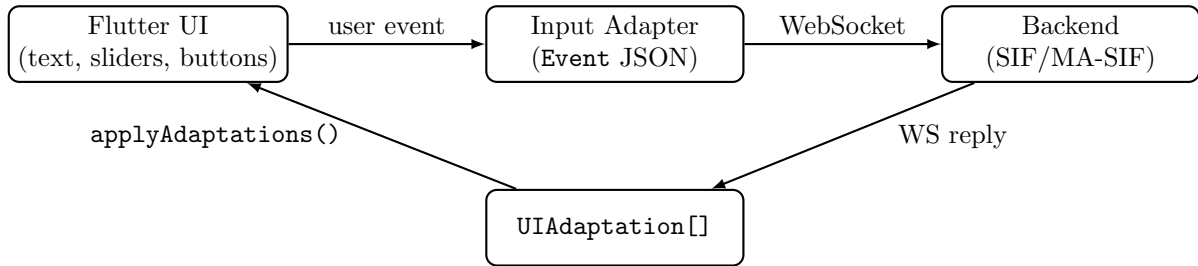 Flutter UI
(text, sliders, buttons)
user event
Input Adapter
(Event JSON)
WebSocket
Backend
(SIF/MA-SIF)
applyAdaptations()
WS reply
UIAdaptation[]